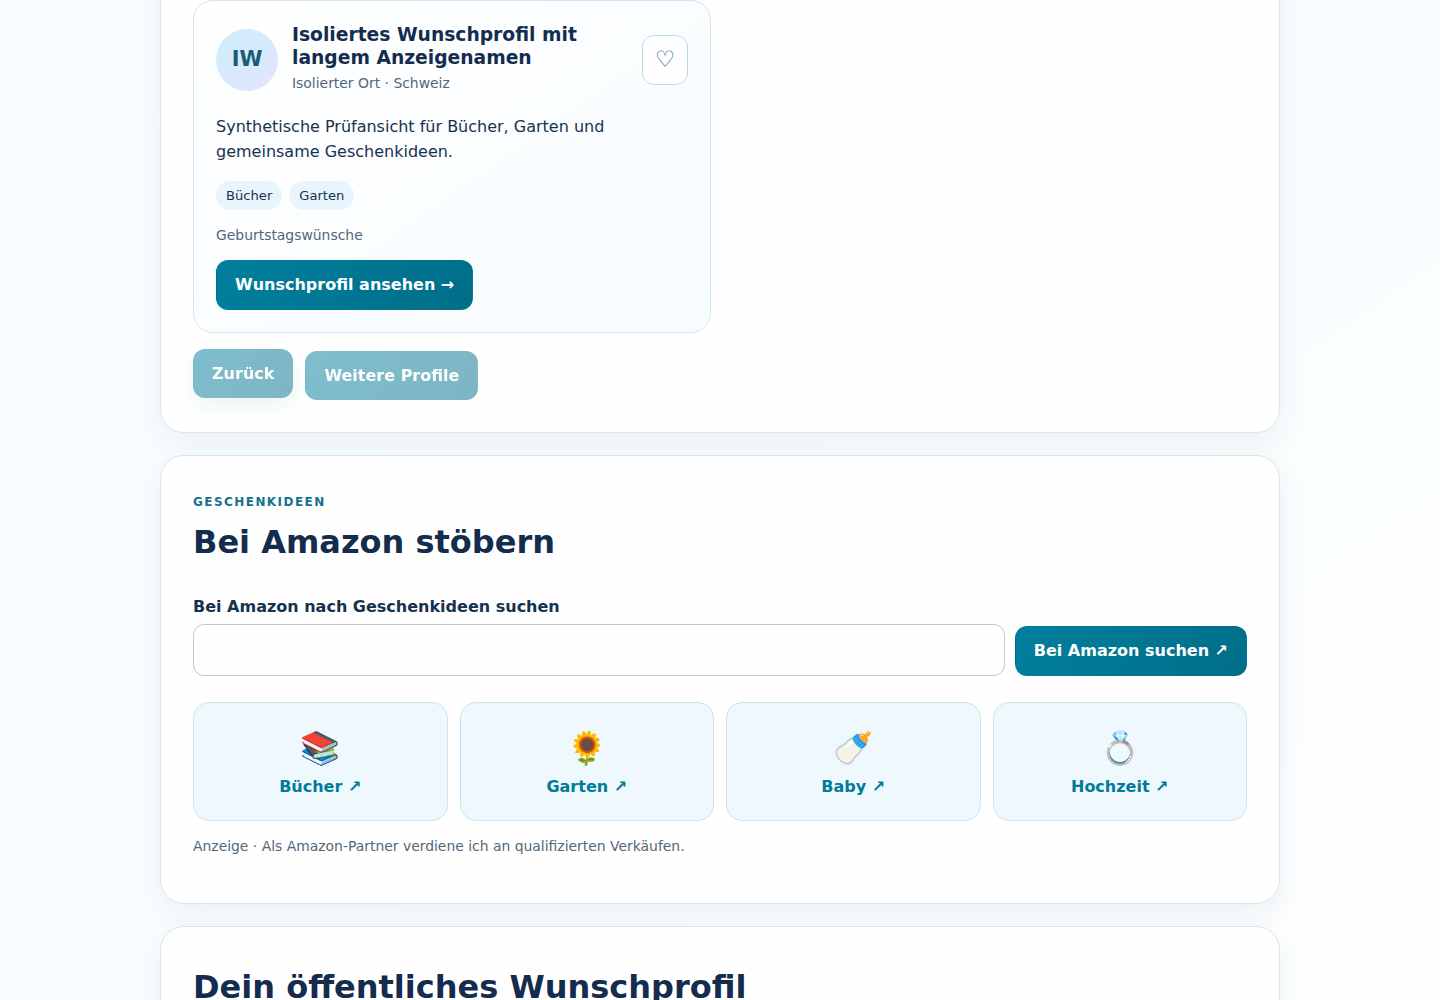 IW
Isoliertes Wunschprofil mit
langem Anzeigenamen
Isolierter Ort · Schweiz
♡
Synthetische Prüfansicht für Bücher, Garten und
gemeinsame Geschenkideen.
Bücher
Garten
Geburtstagswünsche
Wunschprofil ansehen →
Zurück
Weitere Profile
GESCHENKIDEEN
Bei Amazon stöbern
Bei Amazon nach Geschenkideen suchen
Bei Amazon suchen ↗
Bücher ↗
Garten ↗
Baby ↗
Hochzeit ↗
Anzeige · Als Amazon-Partner verdiene ich an qualifizierten Verkäufen.
Dein öffentliches Wunschprofil